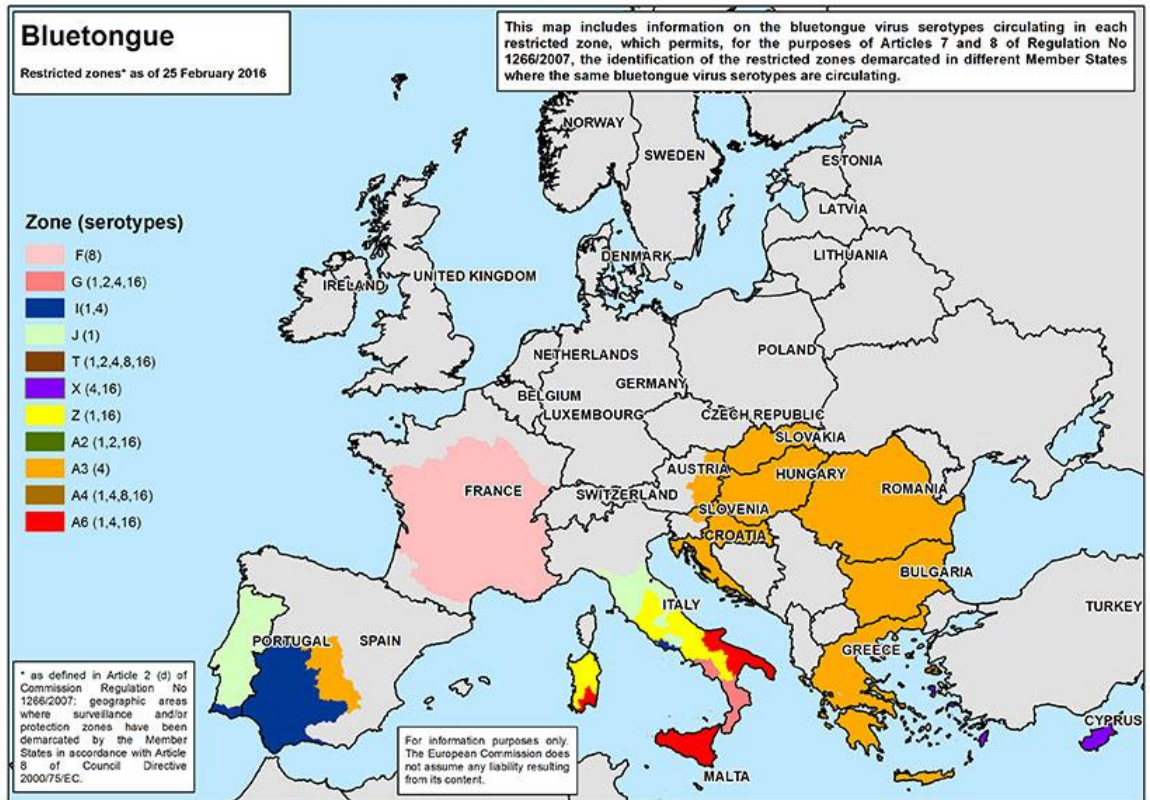 Bluetongue
Restricted zones* as of 25 February 2016
This map includes information on the bluetongue virus serotypes circulating in each
restricted zone, which permits, for the purposes of Articles 7 and 8 of Regulation No
1266/2007, the identification of the restricted zones demarcated in different Member States
where the same bluetongue virus serotypes are circulating.
NORWAY
SWEDEN
ESTONIA
LATVIA
LITHUANIA
DENMARK
UNITED KINGDOM
IRELAND
Zone (serotypes)
F(8)
G (1,2,4,16)
I(1,4)
J (1)
T (1,2,4,8,16)
X (4,16)
Z (1,16)
A2 (1,2,16)
A3 (4)
A4 (1,4,8,16)
A6 (1,4,16)
NETHERLANDS
POLAND
GERMANY
BELGIUM
LUXEMBOURG
CZECH REPUBLIC
SLOVAKIA
AUSTRIA
HUNGARY
FRANCE
SWITZERLAND
ROMANIA
SLOVENIA
CROATIA
BULGARIA
ITALY
TURKEY
PORTUGAL
SPAIN
GREECE
CYPRUS
MALTA
* as defined in Article 2 (d) of
Commission Regulation No
1266/2007: geographic areas
where surveillance and/or
protection zones have been
demarcated by the Member
States in accordance with Article
8 of Council Directive
2000/75/EC.
For information purposes only.
The European Commission does
not assume any liability resulting
from its content.